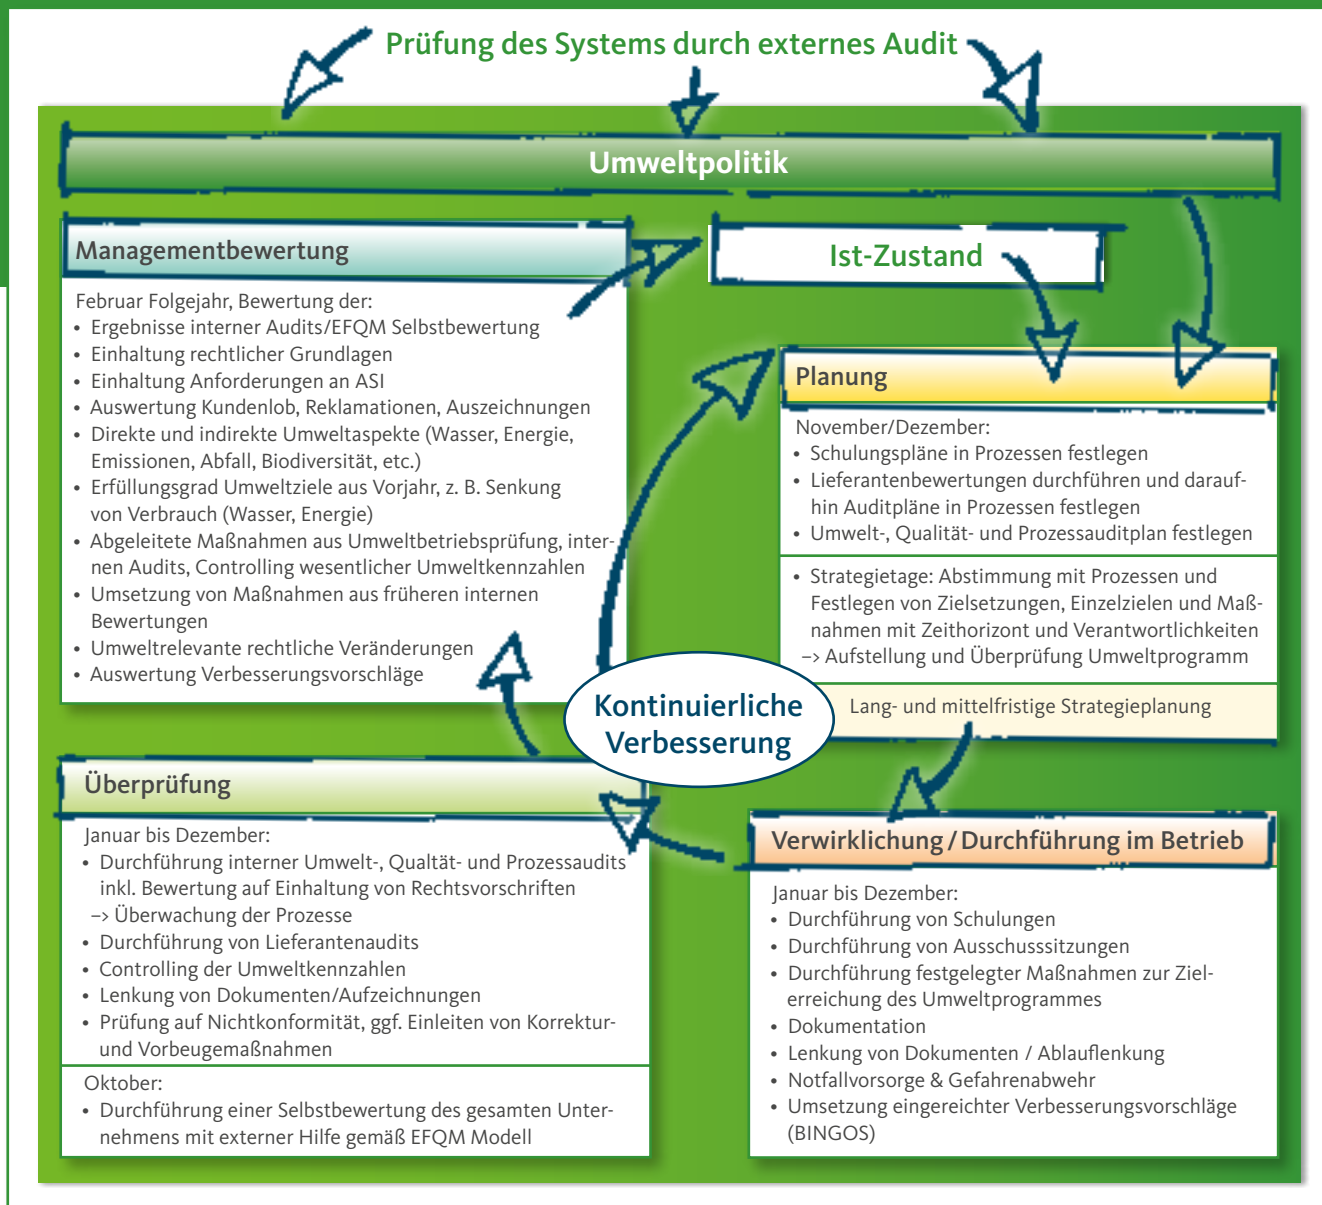 Prüfung des Systems durch externes Audit
Umweltpolitik
Managementbewertung
Februar Folgejahr, Bewertung der:
• Ergebnisse interner Audits/EFQM Selbstbewertung
• Einhaltung rechtlicher Grundlagen
• Einhaltung Anforderungen an ASI
• Auswertung Kundenlob, Reklamationen, Auszeichnungen
• Direkte und indirekte Umweltaspekte (Wasser, Energie,
Emissionen, Abfall, Biodiversität, etc.)
• Erfüllungsgrad Umweltziele aus Vorjahr, z. B. Senkung
von Verbrauch (Wasser, Energie)
• Abgeleitete Maßnahmen aus Umweltbetriebsprüfung, inter-
nen Audits, Controlling wesentlicher Umweltkennzahlen
• Umsetzung von Maßnahmen aus früheren internen
Bewertungen
• Umweltrelevante rechtliche Veränderungen
• Auswertung Verbesserungsvorschläge
Ist-Zustand
Planung
November/Dezember:
• Schulungspläne in Prozessen festlegen
• Lieferantenbewertungen durchführen und darauf-
hin Auditpläne in Prozessen festlegen
• Umwelt-, Qualität- und Prozessauditplan festlegen
• Strategietage: Abstimmung mit Prozessen und
Festlegen von Zielsetzungen, Einzelzielen und Maß-
nahmen mit Zeithorizont und Verantwortlichkeiten
–> Aufstellung und Überprüfung Umweltprogramm
Lang- und mittelfristige Strategieplanung
Kontinuierliche
Verbesserung
Überprüfung
Januar bis Dezember:
• Durchführung interner Umwelt-, Qualtät- und Prozessaudits
inkl. Bewertung auf Einhaltung von Rechtsvorschriften
–> Überwachung der Prozesse
• Durchführung von Lieferantenaudits
• Controlling der Umweltkennzahlen
• Lenkung von Dokumenten/Aufzeichnungen
• Prüfung auf Nichtkonformität, ggf. Einleiten von Korrektur-
und Vorbeugemaßnahmen
Oktober:
• Durchführung einer Selbstbewertung des gesamten Unter-
nehmens mit externer Hilfe gemäß EFQM Modell
Verwirklichung / Durchführung im Betrieb
Januar bis Dezember:
• Durchführung von Schulungen
• Durchführung von Ausschusssitzungen
• Durchführung festgelegter Maßnahmen zur Ziel-
erreichung des Umweltprogrammes
• Dokumentation
• Lenkung von Dokumenten / Ablauflenkung
• Notfallvorsorge & Gefahrenabwehr
• Umsetzung eingereichter Verbesserungsvorschläge
(BINGOS)